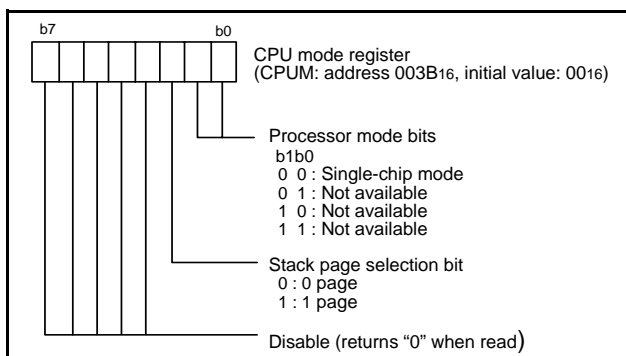 b7 b0
CPU mode register
(CPUM: address 003B16, initial value: 0016)
Processor mode bits
b1b0
0 0 : Single-chip mode
0 1 : Not available
1 0 : Not available
1 1 : Not available
Stack page selection bit
0 : 0 page
1 : 1 page
Disable (returns “0” when read)